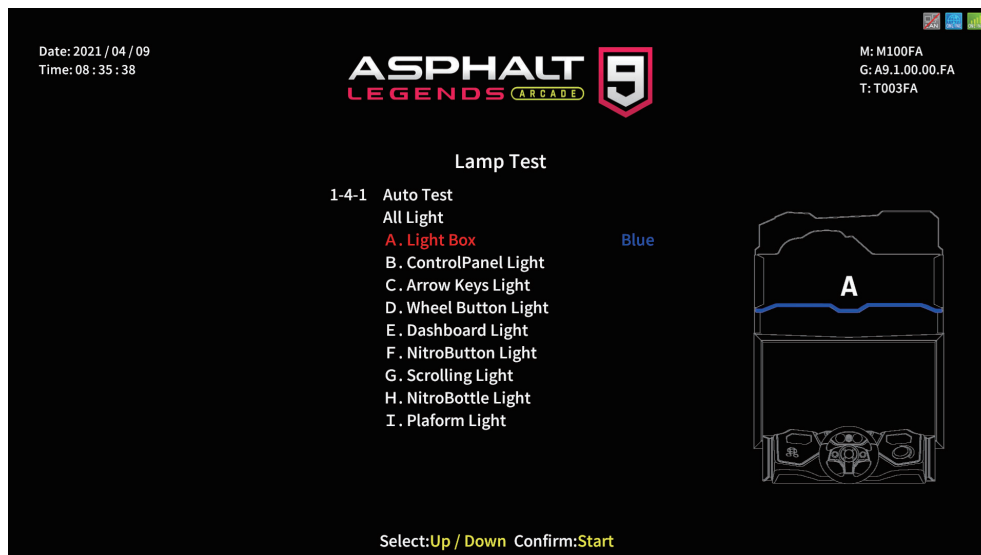 Date: 2021 / 04 / 09
Time: 08 : 35 : 38
ASPHALT 9
LEGENDS ARCADE
M: M100FA
G: A9.1.00.00.FA
T: T003FA
Lamp Test
1-4-1 Auto Test
All Light
A . Light Box Blue
B . ControlPanel Light
C . Arrow Keys Light
D . Wheel Button Light
E . Dashboard Light
F . NitroButton Light
G . Scrolling Light
H . NitroBottle Light
I . Plaform Light
A
Select:Up / Down Confirm:Start